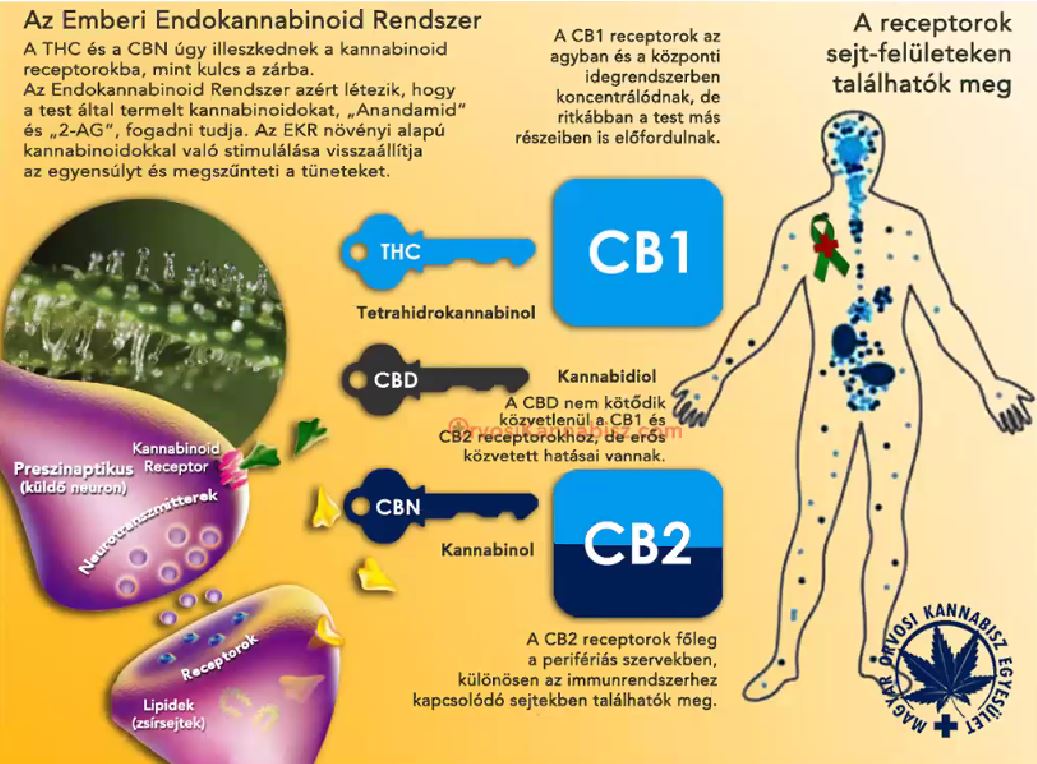 Az Emberi Endokannabinoid Rendszer
A THC és a CBN úgy illeszkednek a kannabinoid
receptorokba, mint kulcs a zárba.
Az Endokannabinoid Rendszer azért létezik, hogy
a test által termelt kannabinoidokat, „Anandamid”
és „2-AG”, fogadni tudja. Az EKR növényi alapú
kannabinoidokkal való stimulálása visszaállítja
az egyensúlyt és megszűnteti a tüneteket.
A CB1 receptorok az
agyban és a központi
idegrendszerben
koncentrálódnak, de
ritkábban a test más
részeiben is előfordulnak.
A receptorok
sejt-felületeken
találhatók meg
THC
CB1
Tetrahidrokannabinol
CBD
Kannabidiol
A CBD nem kötődik
közvetlenül a CB1 és
OrvosiKannabisz.com
CB2 receptorokhoz, de erős
közvetett hatásai vannak.
Kannabinoid
Receptor
Preszinaptikus
(küldő neuron)
Neurotranszmitterek
CBN
CB2
Kannabinol
Receptorok
Lipidek
(zsírsejtek)
A CB2 receptorok főleg
a perifériás szervekben,
különösen az immunrendszerhez
kapcsolódó sejtekben találhatók meg.
MAGYAR ORVOSI KANNABISZ EGYESÜLET